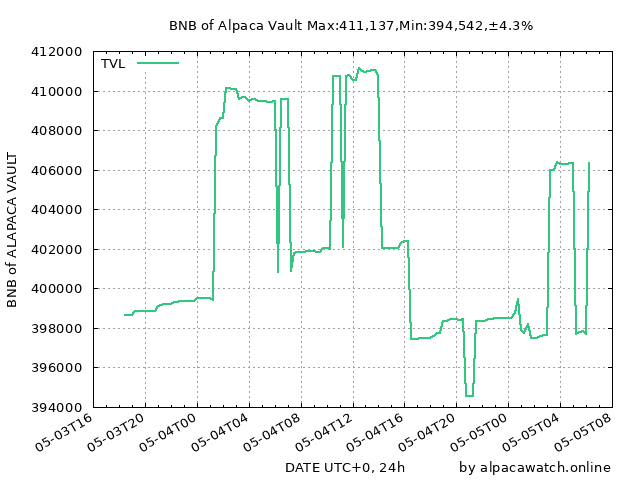 BNB of Alpaca Vault Max:411,137,Min:394,542,±4.3%
412000
TVL
410000
408000
406000
404000
402000
400000
398000
396000
394000
BNB of ALAPACA VAULT
05-03T16
05-03T20
05-04T00
05-04T04
05-04T08
05-04T12
05-04T16
05-04T20
05-05T00
05-05T04
05-05T08
DATE UTC+0, 24h
by alpacawatch.online